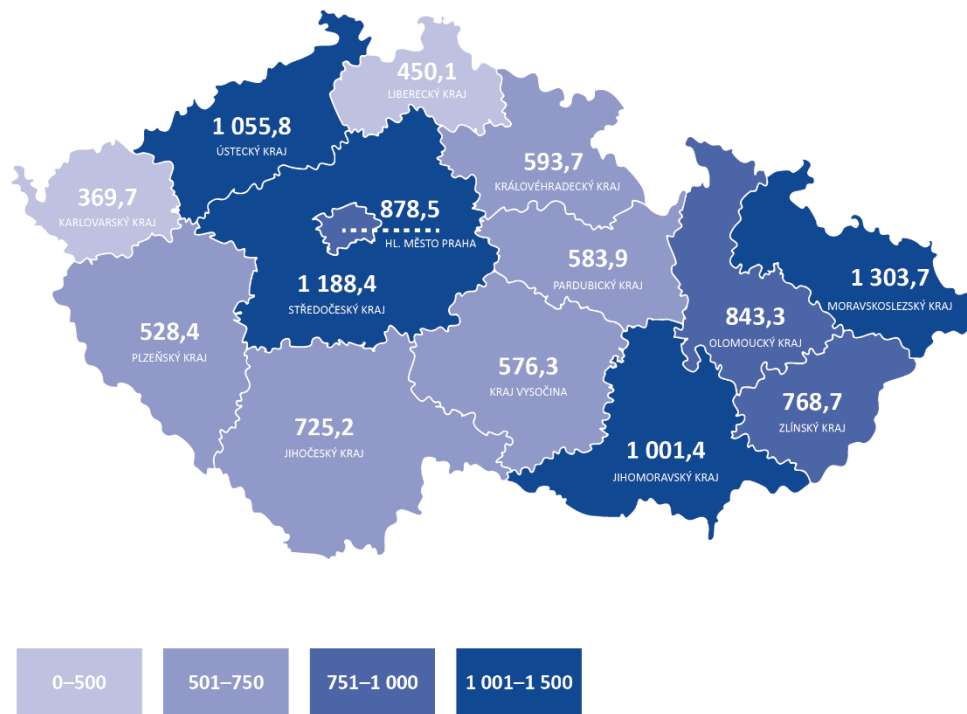 450,1
LIBERECKÝ KRAJ
1 055,8
ÚSTECKÝ KRAJ
593,7
KRÁLOVÉHRADECKÝ KRAJ
369,7
KARLOVARSKÝ KRAJ
878,5
HL. MĚSTO PRAHA
583,9
PARDUBICKÝ KRAJ
1 188,4
STŘEDOČESKÝ KRAJ
1 303,7
MORAVSKOSLEZSKÝ KRAJ
528,4
PLZEŇSKÝ KRAJ
843,3
OLOMOUCKÝ KRAJ
576,3
KRAJ VYSOČINA
768,7
ZLÍNSKÝ KRAJ
725,2
JIHOČESKÝ KRAJ
1 001,4
JIHOMORAVSKÝ KRAJ
0–500
501–750
751–1 000
1 001–1 500